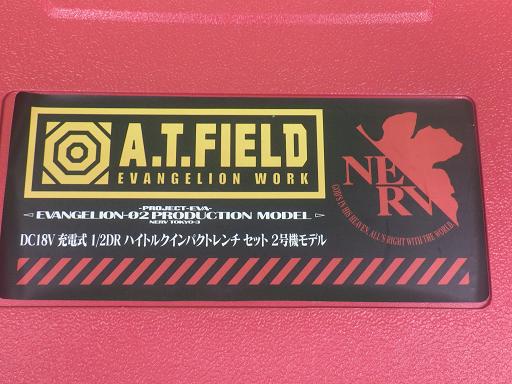 A.T.FIELD
EVANGELION WORK
-PROJECT-EVA-
EVANGELION-02 PRODUCTION MODEL
NERV TOKYO-3
DC18V 充電式 1/2DR ハイトルクインパクトレンチ セット 2号機モデル
NERV
GOD'S IN HIS HEAVEN. ALL'S RIGHT WITH THE WORLD.